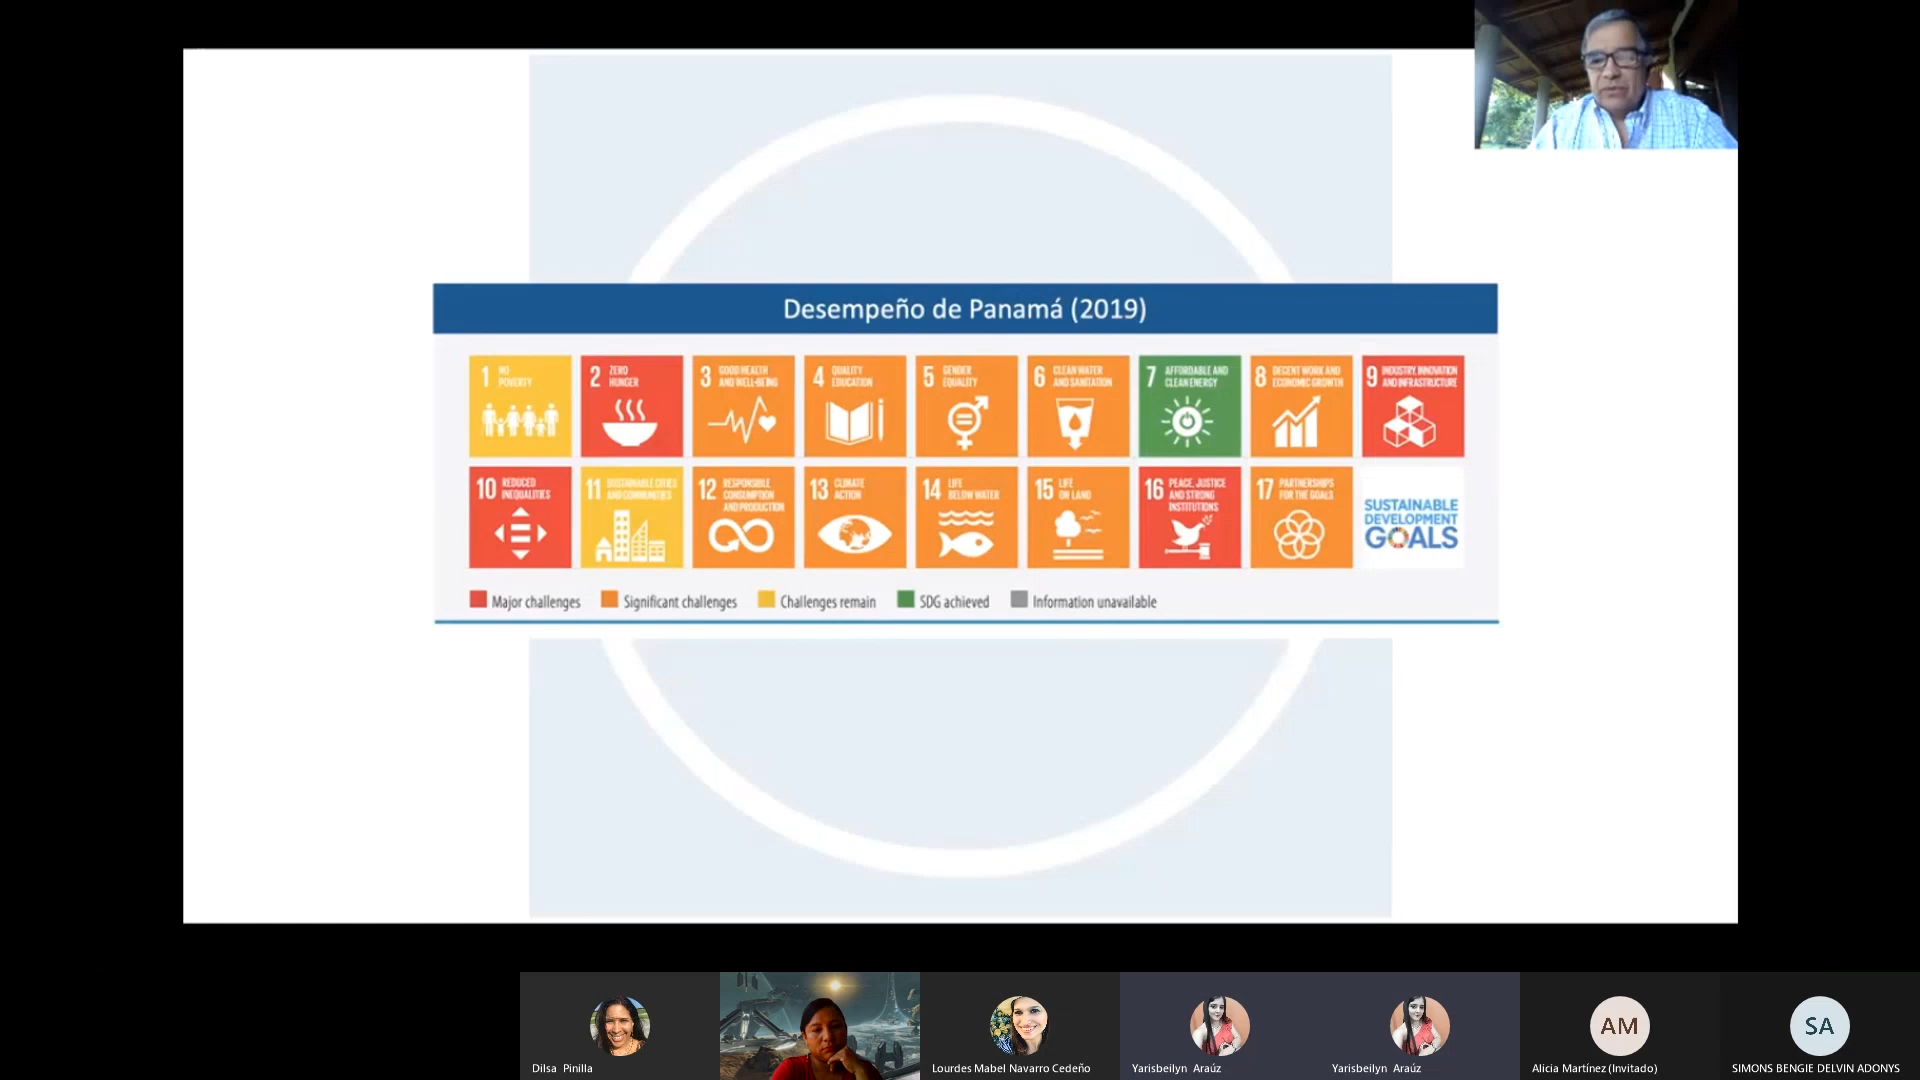 Desempeño de Panamá (2019)
1 NO
POVERTY
2 ZERO
HUNGER
3 GOOD HEALTH
AND WELL-BEING
4 QUALITY
EDUCATION
5 GENDER
EQUALITY
6 CLEAN WATER
AND SANITATION
7 AFFORDABLE AND
CLEAN ENERGY
8 DECENT WORK AND
ECONOMIC GROWTH
9 INDUSTRY, INNOVATION
AND INFRASTRUCTURE
10 REDUCED
INEQUALITIES
11 SUSTAINABLE CITIES
AND COMMUNITIES
12 RESPONSIBLE
CONSUMPTION
AND PRODUCTION
13 CLIMATE
ACTION
14 LIFE
BELOW WATER
15 LIFE
ON LAND
16 PEACE, JUSTICE
AND STRONG
INSTITUTIONS
17 PARTNERSHIPS
FOR THE GOALS
SUSTAINABLE
DEVELOPMENT
GOALS
Major challenges
Significant challenges
Challenges remain
SDG achieved
Information unavailable
AM
SA
Dilsa Pinilla
Lourdes Mabel Navarro Cedeño
Yarisbeilyn Araúz
Yarisbeilyn Araúz
Alicia Martínez (Invitado)
SIMONS BENGIE DELVIN ADONYS